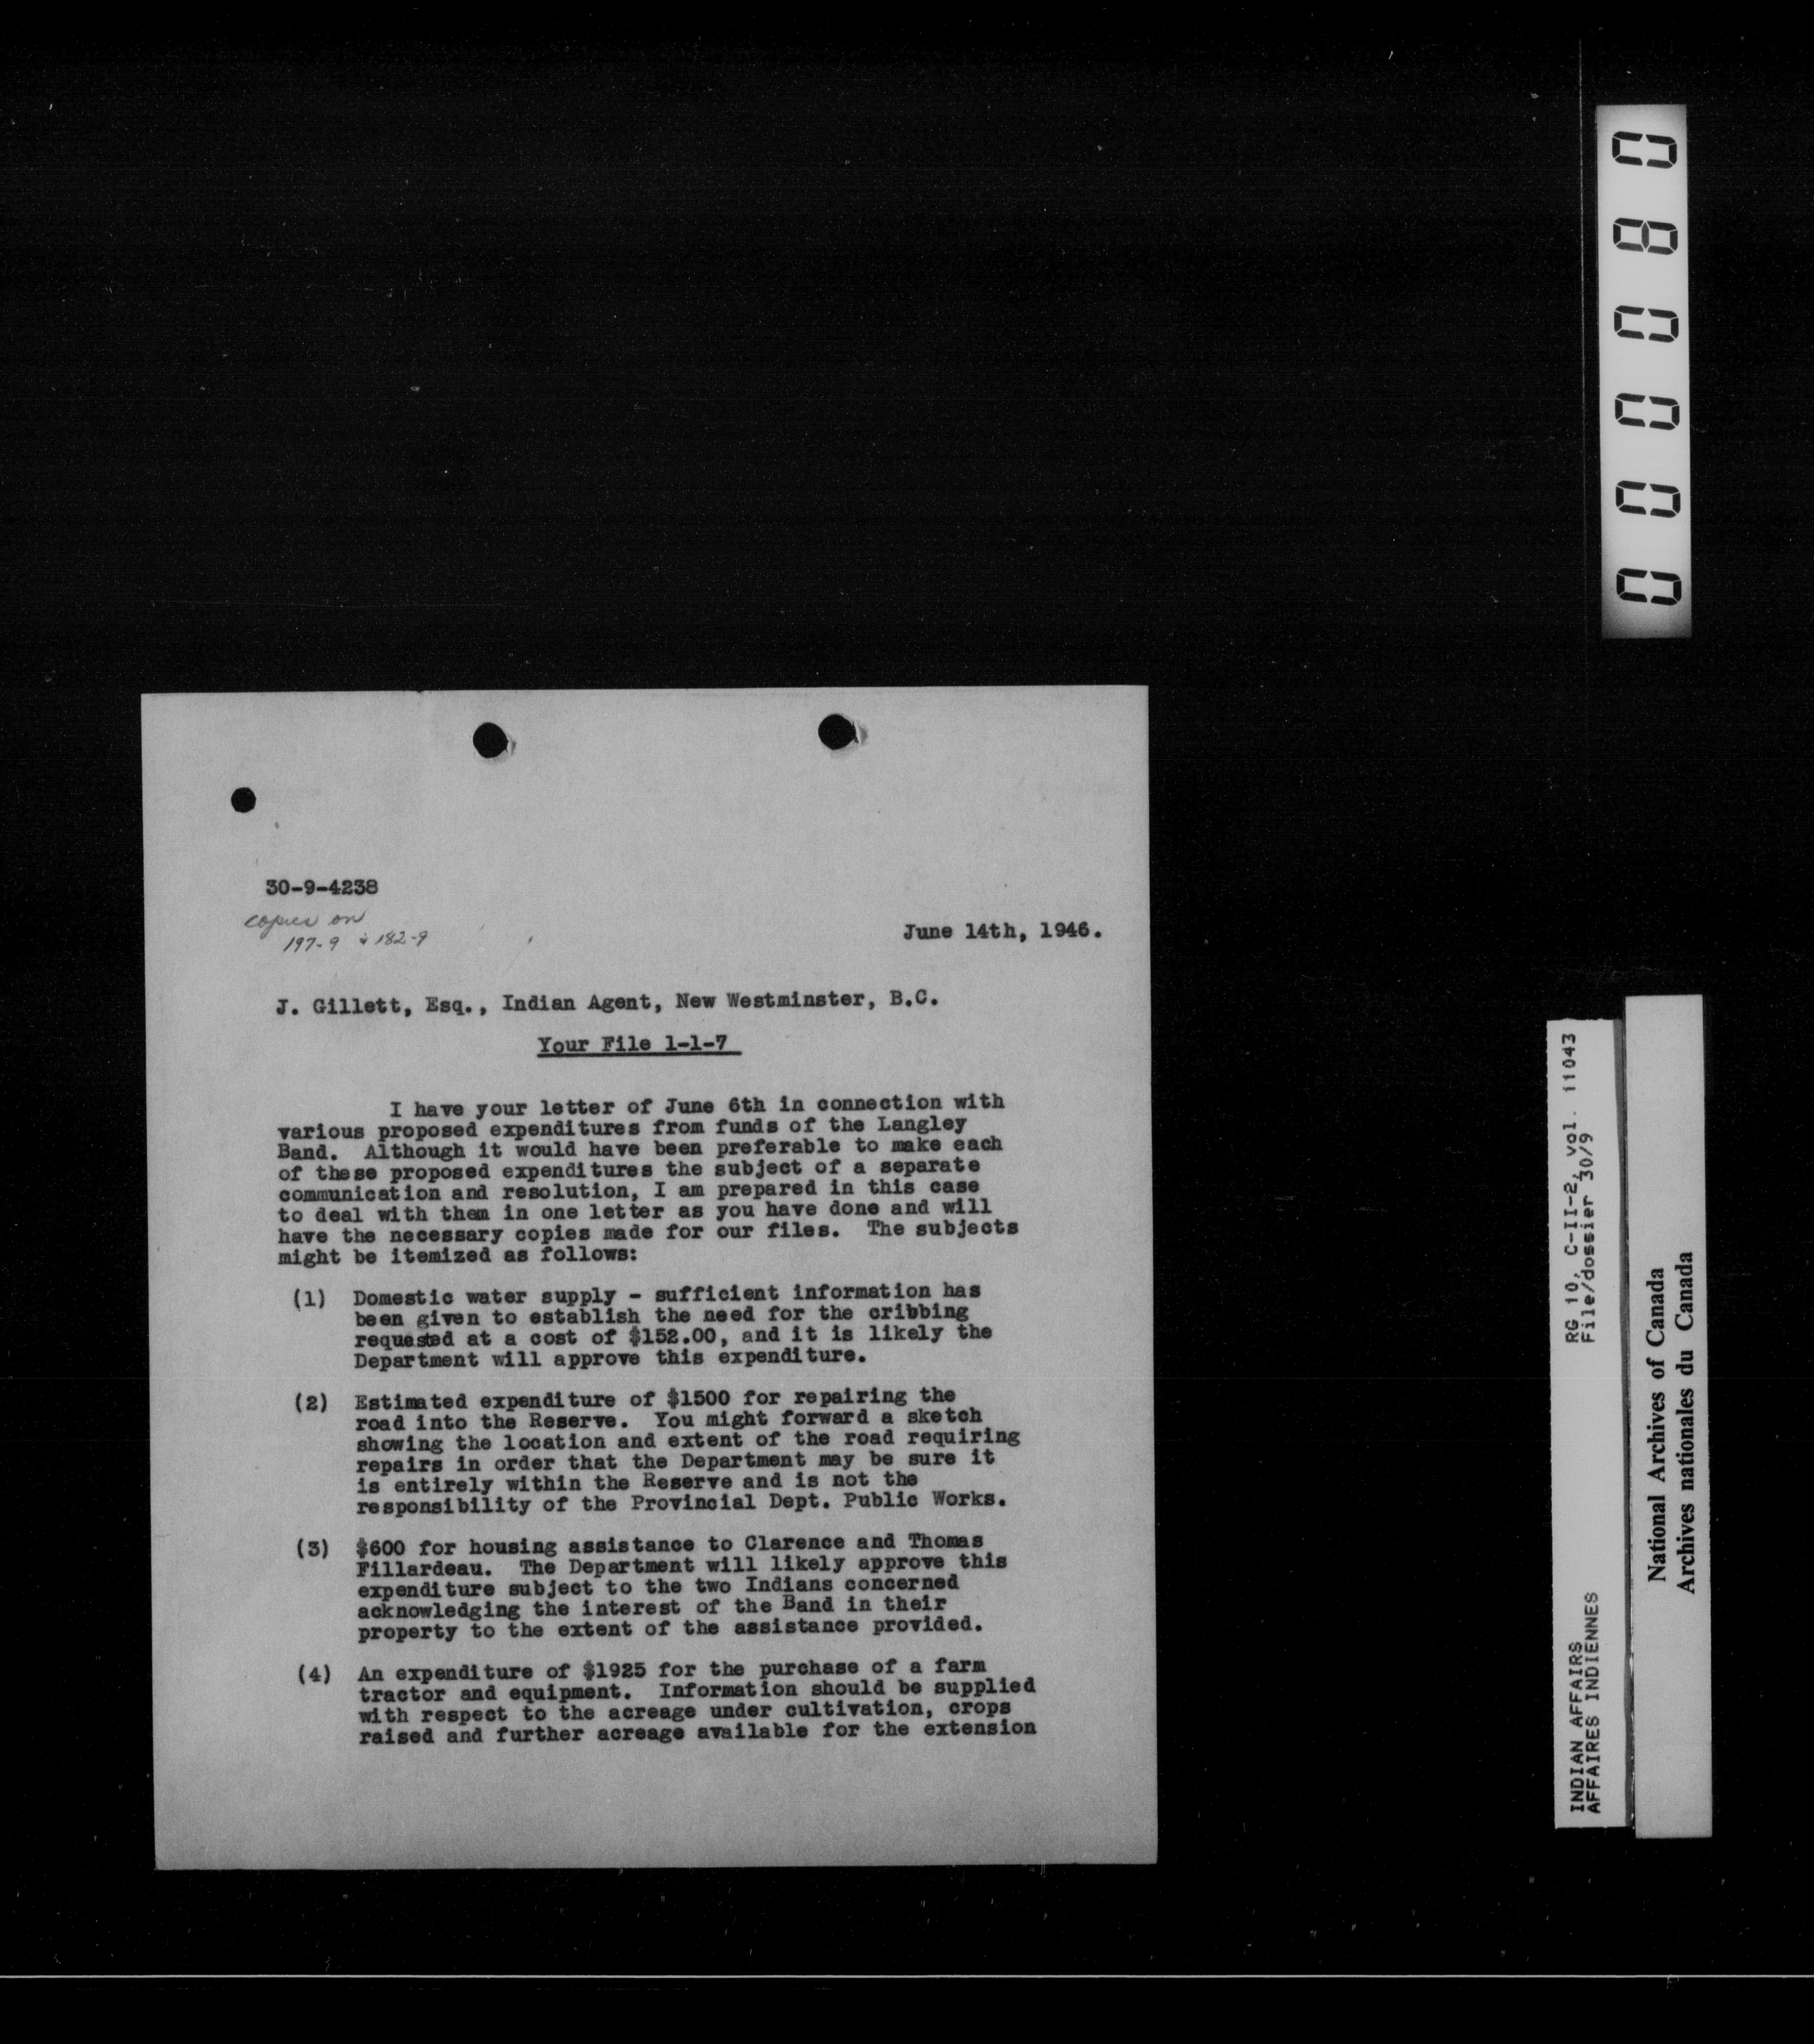 30-9-4238
copies on
197-9 & 182-9
June 14th, 1946.
J. Gillett, Esq., Indian Agent, New Westminster, B.C.
Your File 1-1-7
I have your letter of June 6th in connection with
various proposed expenditures from funds of the Langley
Band. Although it would have been preferable to make each
of these proposed expenditures the subject of a separate
communication and resolution, I am prepared in this case
to deal with them in one letter as you have done and will
have the necessary copies made for our files. The subjects
might be itemized as follows:
(1) Domestic water supply - sufficient information has
been given to establish the need for the cribbing
requested at a cost of $152.00, and it is likely the
Department will approve this expenditure.
(2) Estimated expenditure of $1500 for repairing the
road into the Reserve. You might forward a sketch
showing the location and extent of the road requiring
repairs in order that the Department may be sure it
is entirely within the Reserve and is not the
responsibility of the Provincial Dept. Public Works.
(3) $600 for housing assistance to Clarence and Thomas
Fillardeau. The Department will likely approve this
expenditure subject to the two Indians concerned
acknowledging the interest of the Band in their
property to the extent of the assistance provided.
(4) An expenditure of $1925 for the purchase of a farm
tractor and equipment. Information should be supplied
with respect to the acreage under cultivation, crops
raised and further acreage available for the extension
000080
INDIAN AFFAIRS RG 10, C-II-2, vol. 11043
AFFAIRES INDIENNES File/dossier 30/9
National Archives of Canada
Archives nationales du Canada